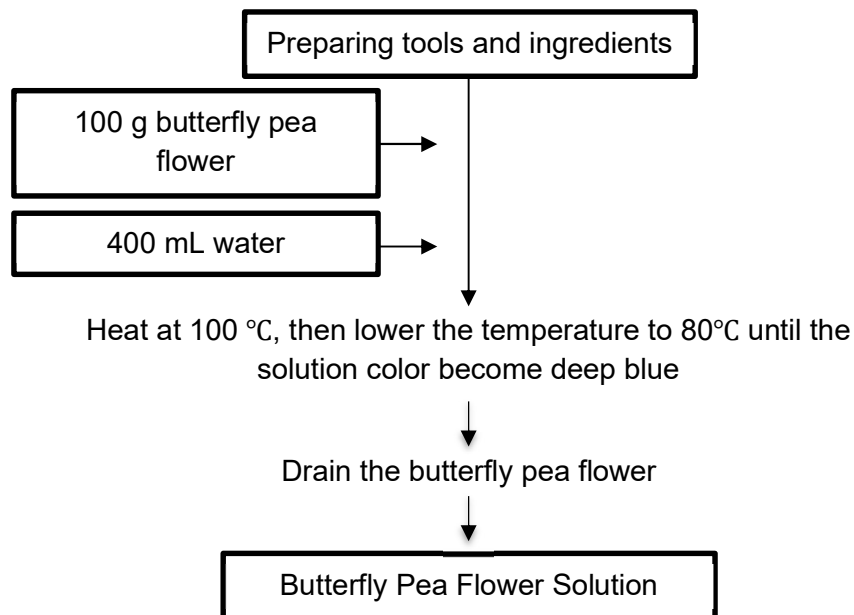 Preparing tools and ingredients
100 g butterfly pea
flower
400 mL water
Heat at 100 ℃, then lower the temperature to 80℃ until the
solution color become deep blue
Drain the butterfly pea flower
Butterfly Pea Flower Solution